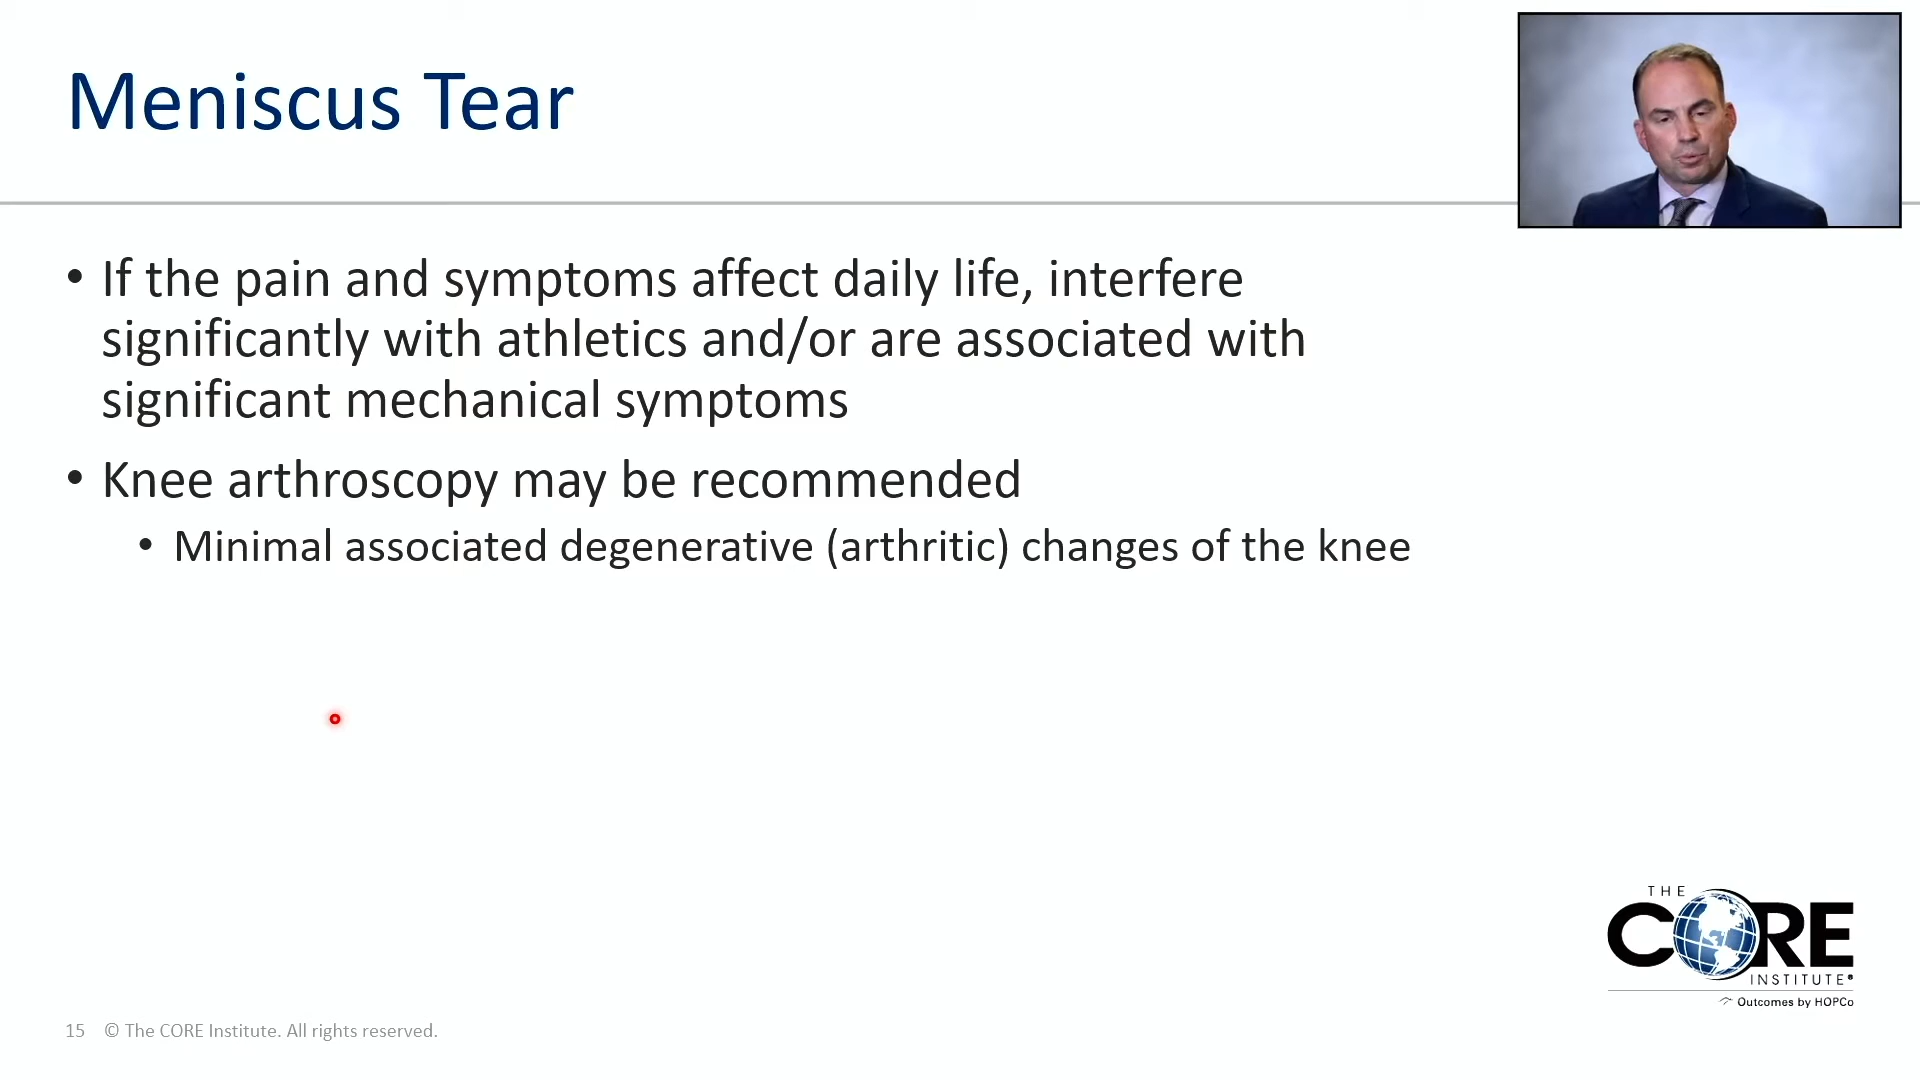 Meniscus Tear
• If the pain and symptoms affect daily life, interfere
significantly with athletics and/or are associated with
significant mechanical symptoms
• Knee arthroscopy may be recommended
• Minimal associated degenerative (arthritic) changes of the knee
THE
CORE
INSTITUTE®
Outcomes by HOPCo
15 © The CORE Institute. All rights reserved.